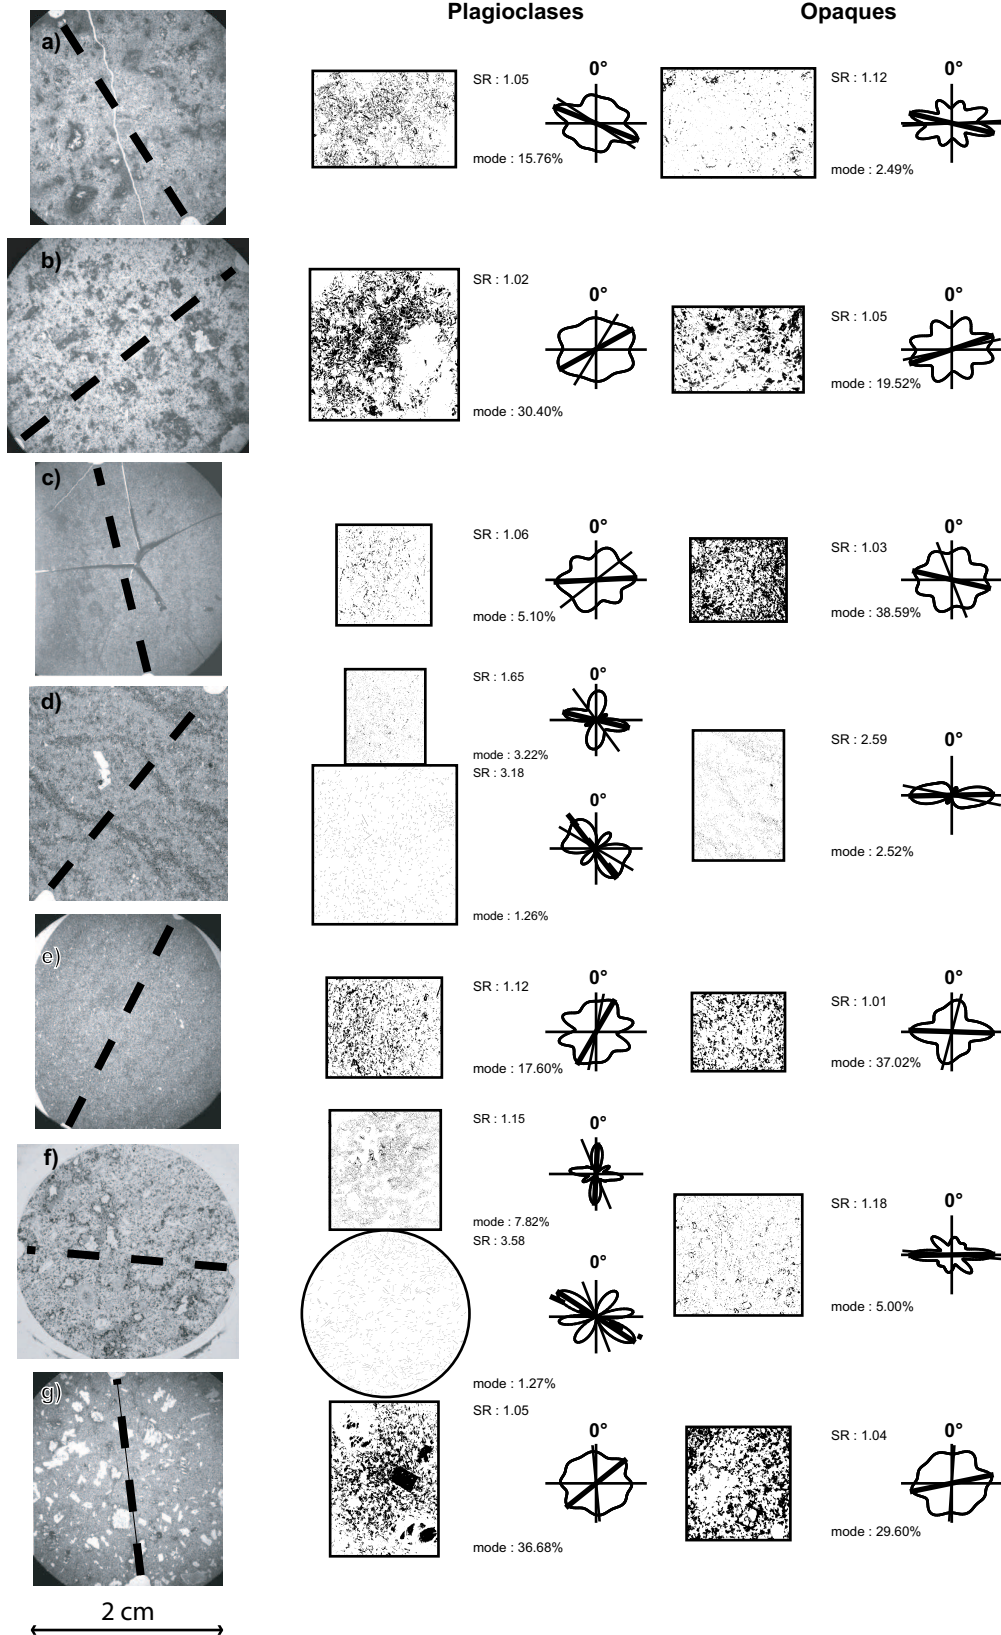 Plagioclases Opaques
a)
SR : 1.05
0°
mode : 15.76%
SR : 1.12
0°
mode : 2.49%
b)
SR : 1.02
0°
mode : 30.40%
SR : 1.05
0°
mode : 19.52%
c)
SR : 1.06
0°
mode : 5.10%
SR : 1.03
0°
mode : 38.59%
d)
SR : 1.65
0°
mode : 3.22%
SR : 3.18
0°
mode : 1.26%
SR : 2.59
0°
mode : 2.52%
e)
SR : 1.12
0°
mode : 17.60%
SR : 1.01
0°
mode : 37.02%
f)
SR : 1.15
0°
mode : 7.82%
SR : 3.58
0°
mode : 1.27%
SR : 1.18
0°
mode : 5.00%
g)
SR : 1.05
0°
mode : 36.68%
SR : 1.04
0°
mode : 29.60%
2 cm